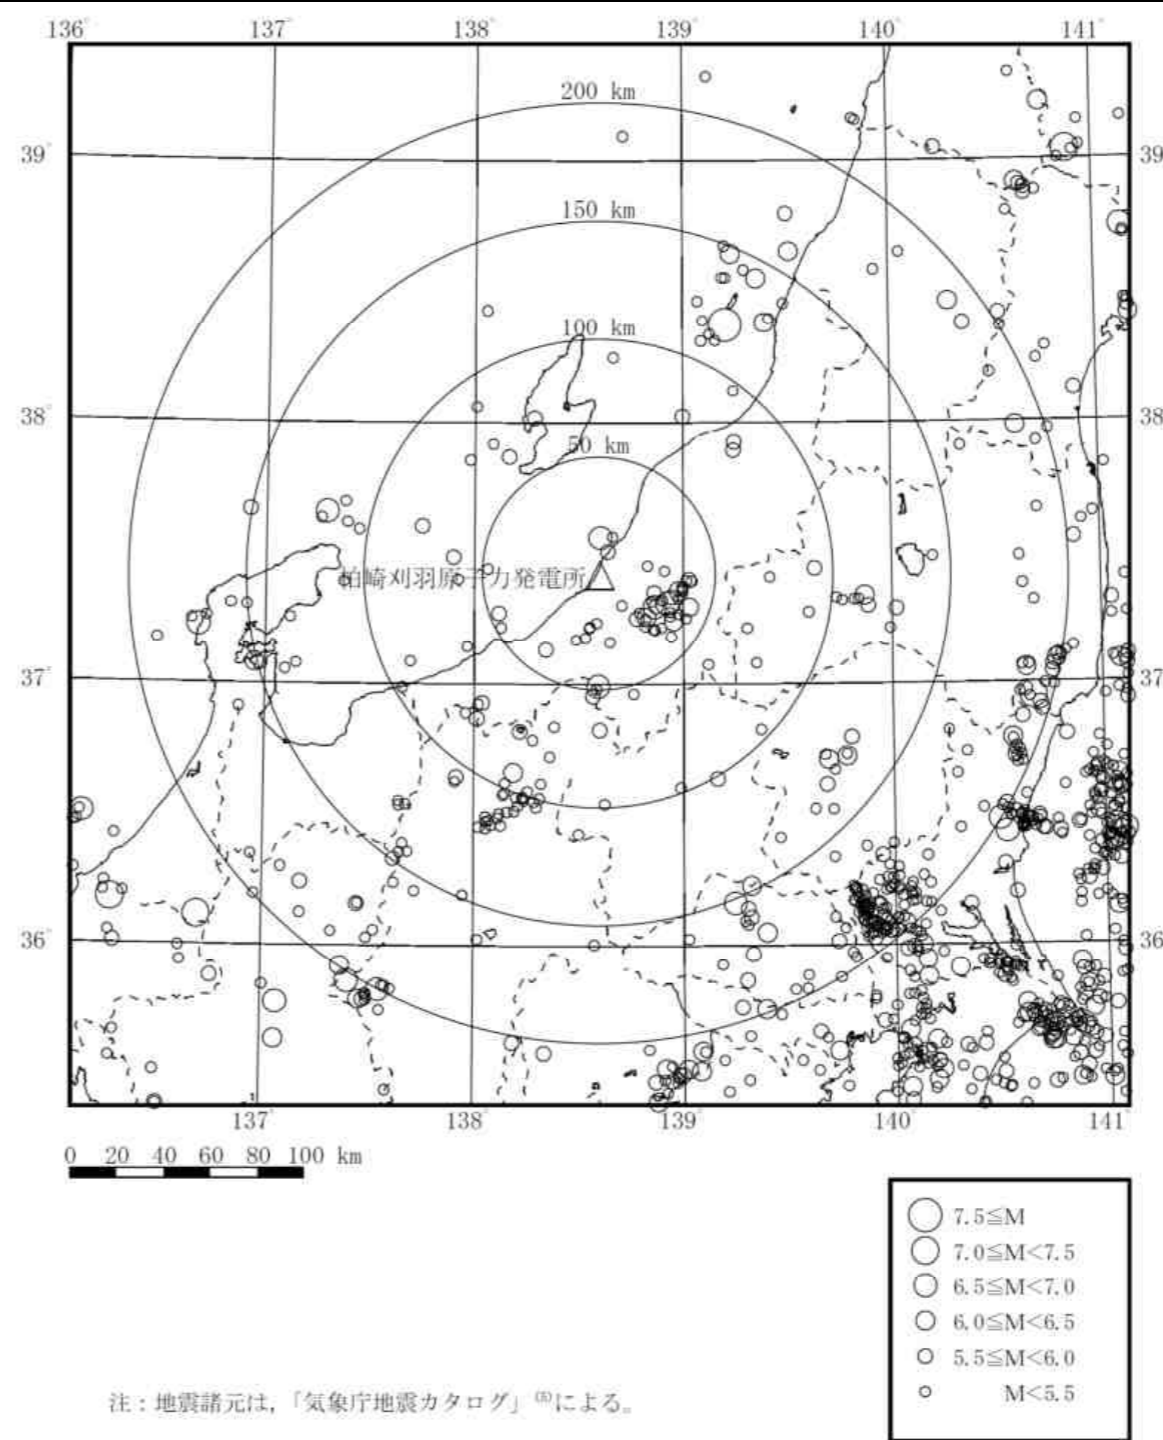 136° 137° 138° 139° 140° 141°
200 km
39° 39
150 km
100 km
38° 38
50 km
柏崎刈羽原子力発電所
37° 37
36° 36
137° 138° 139° 140° 141°
0 20 40 60 80 100 km
7.5≦M
7.0≦M<7.5
6.5≦M<7.0
6.0≦M<6.5
5.5≦M<6.0
M<5.5
注:地震諸元は,「気象庁地震カタログ」⁽⁵⁾による。